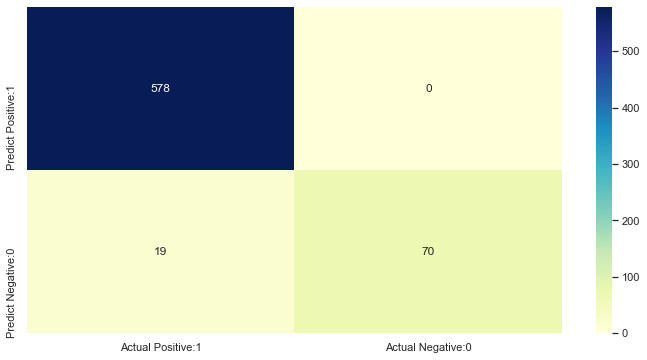 Predict Positive:1
578
0
Predict Negative:0
19
70
Actual Positive:1
Actual Negative:0
500
400
300
200
100
0